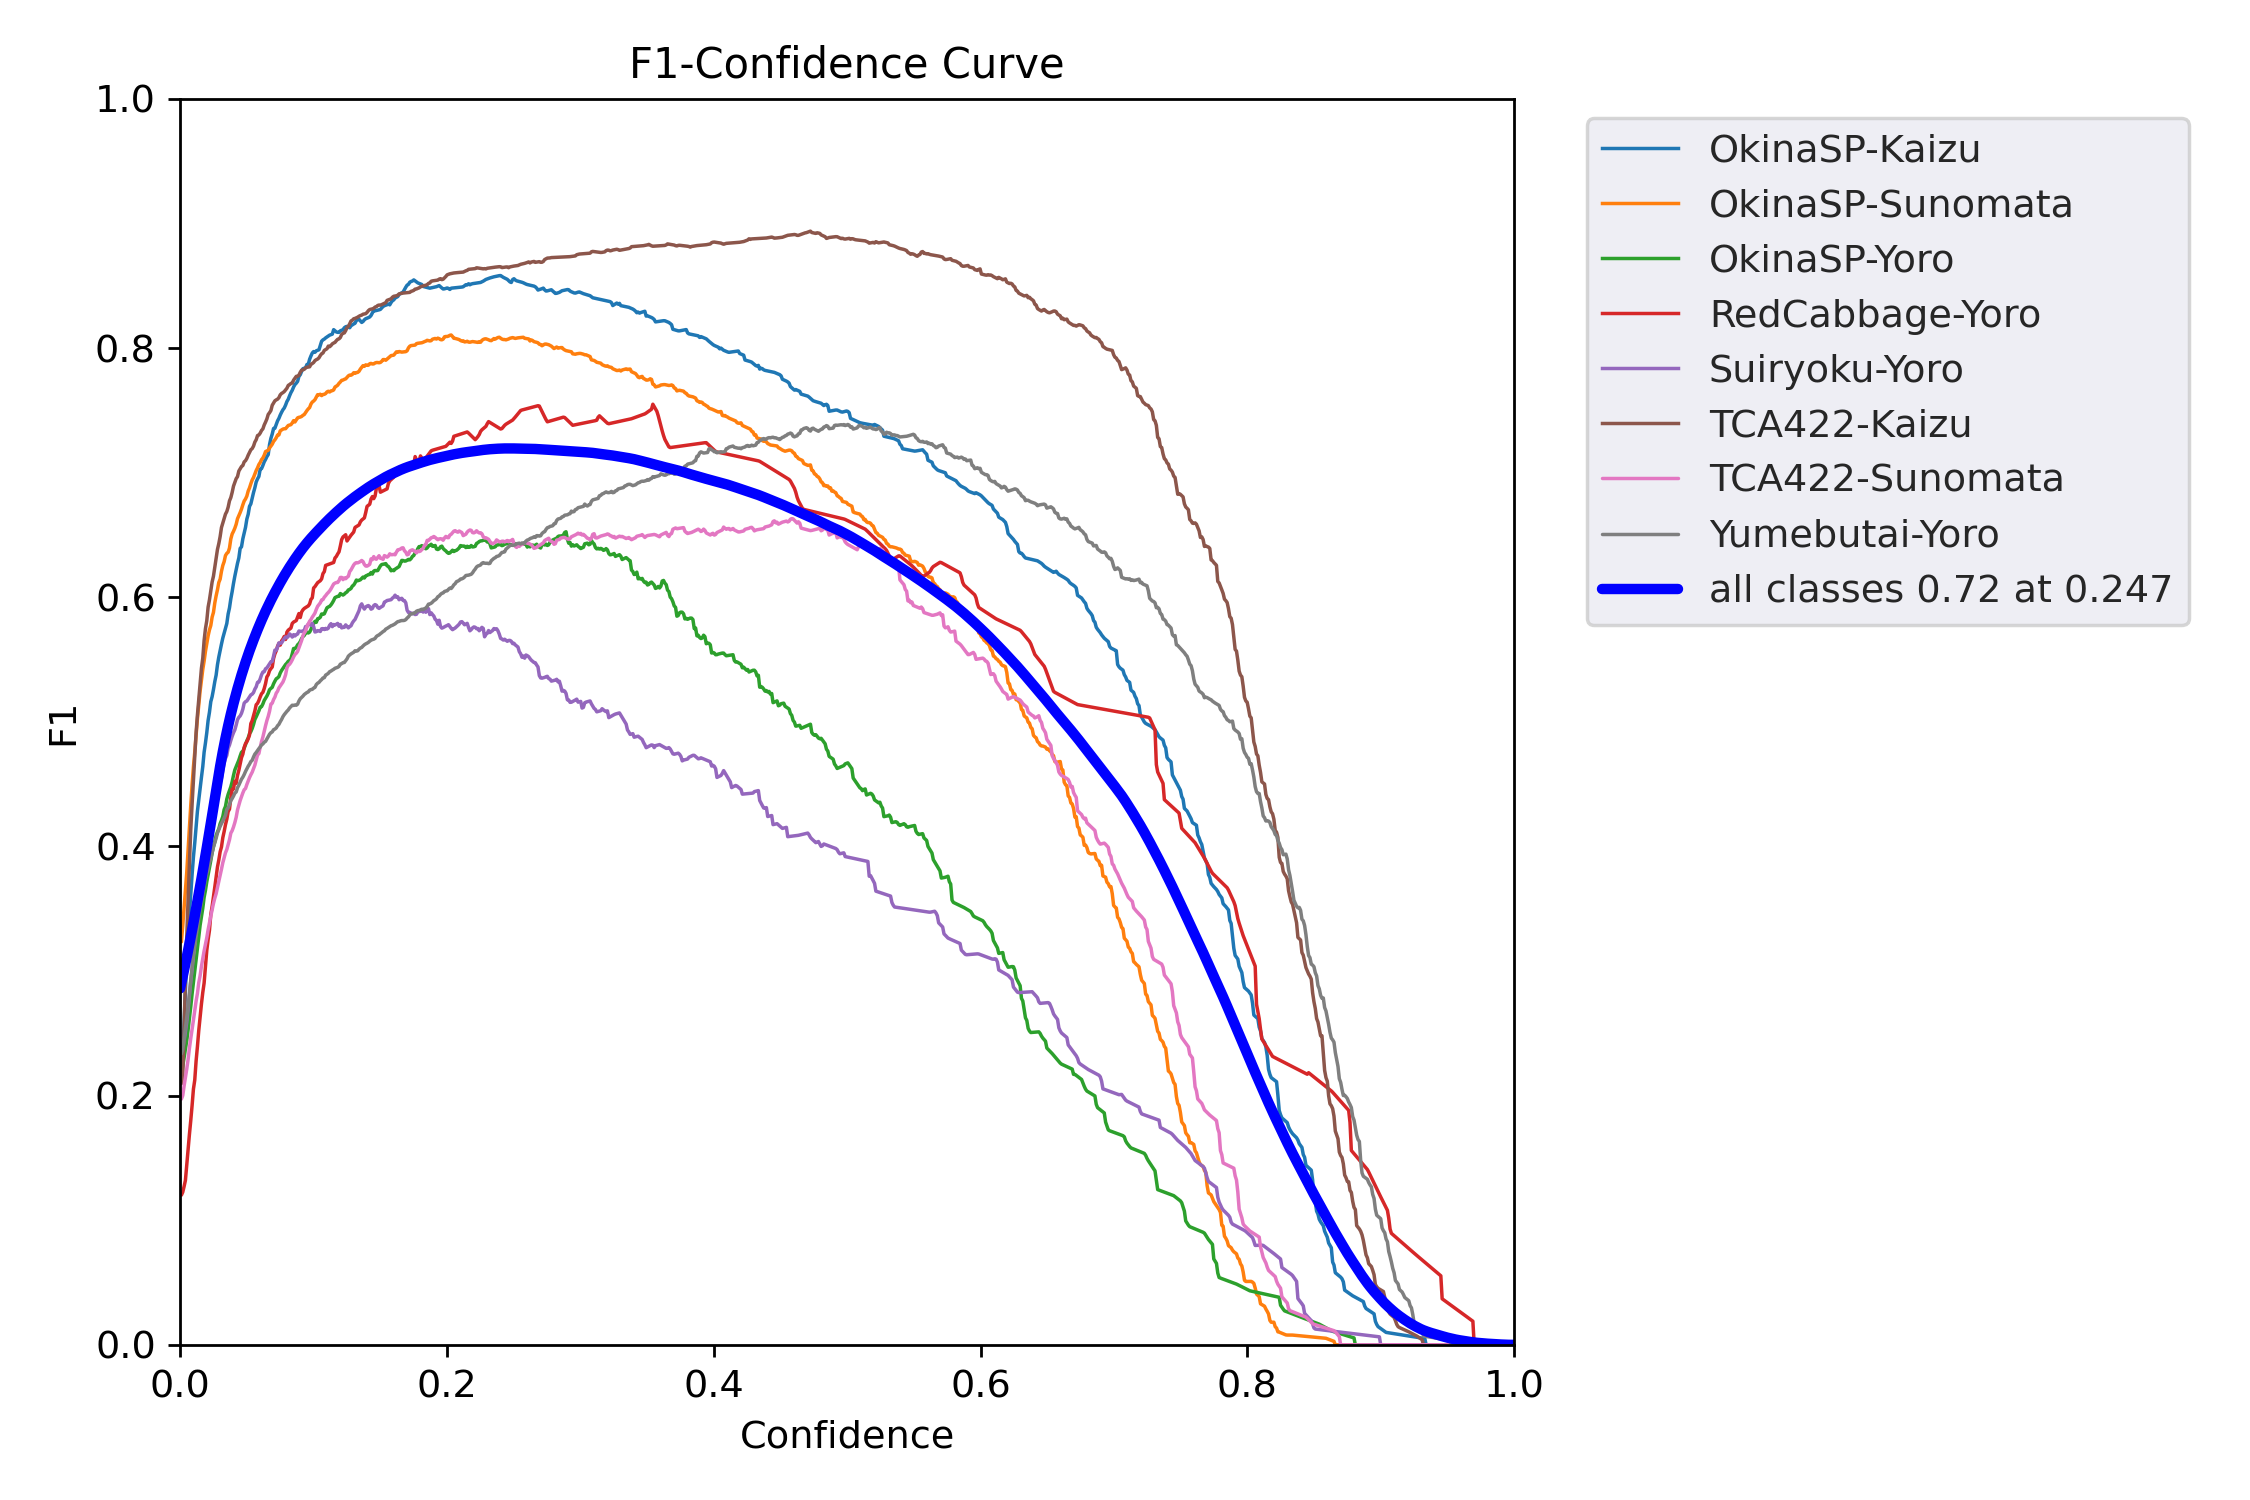 F1-Confidence Curve
1.0
0.8
0.6
0.4
0.2
0.0
F1
0.0 0.2 0.4 0.6 0.8 1.0
Confidence
OkinaSP-Kaizu
OkinaSP-Sunomata
OkinaSP-Yoro
RedCabbage-Yoro
Suiryoku-Yoro
TCA422-Kaizu
TCA422-Sunomata
Yumebutai-Yoro
all classes 0.72 at 0.247